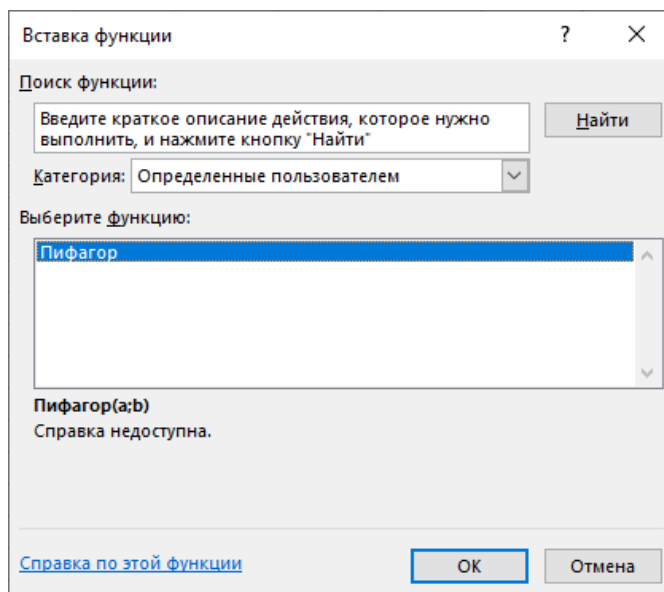 Вставка функции
?
Поиск функции:
Введите краткое описание действия, которое нужно
выполнить, и нажмите кнопку "Найти"
Найти
Категория: Определенные пользователем
Выберите функцию:
Пифагор
Пифагор(a;b)
Справка недоступна.
Справка по этой функции
ОК
Отмена